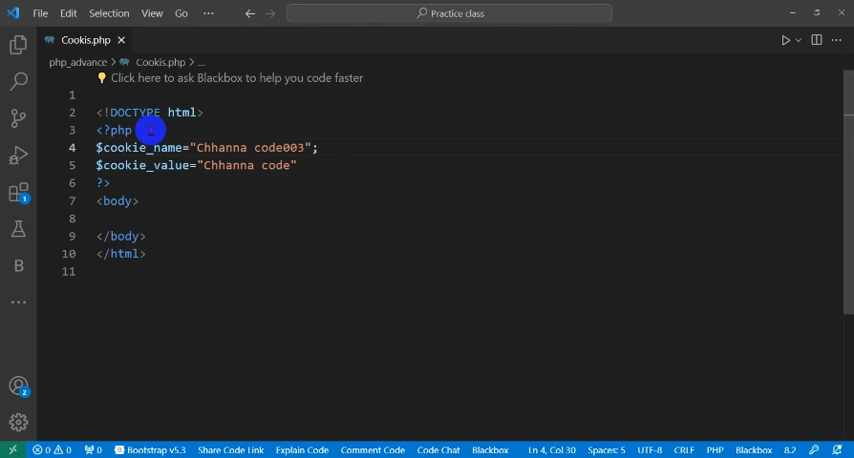 File Edit Selection View Go ··· Practice class
Cookis.php
php_advance > Cookis.php > ...
Click here to ask Blackbox to help you code faster
1
2 <!DOCTYPE html>
3 <?php
4 $cookie_name="Chhanna code003";
5 $cookie_value="Chhanna code"
6 ?>
7 <body>
8
9 </body>
10 </html>
11
1
B
2
0 0 0 Bootstrap v5.3 Share Code Link Explain Code Comment Code Code Chat Blackbox Ln 4, Col 30 Spaces: 5 UTF-8 CRLF PHP Blackbox 8.2